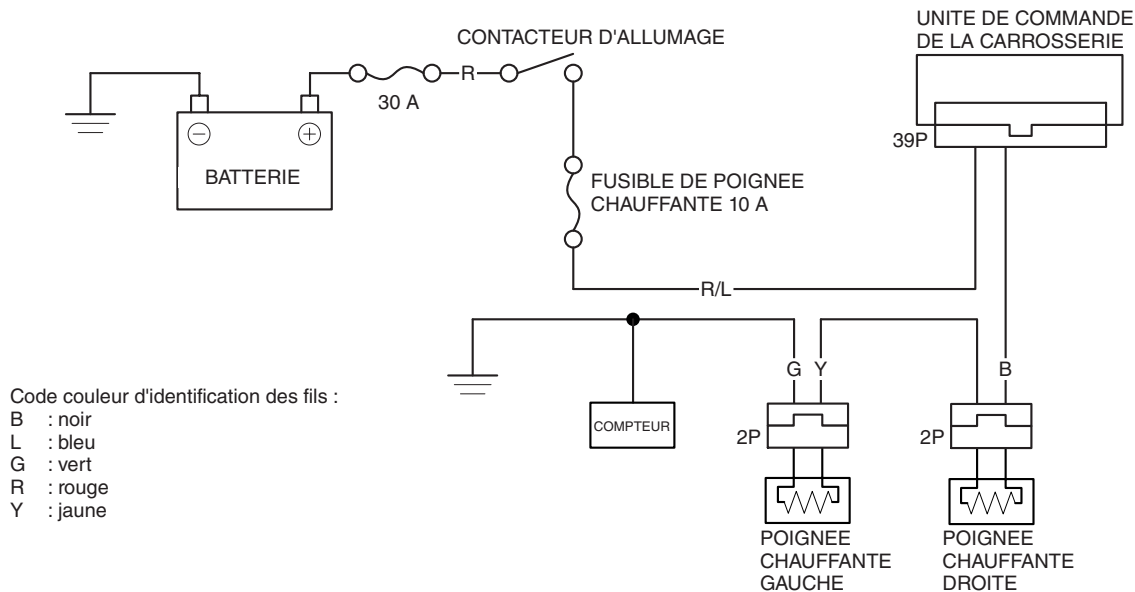 UNITE DE COMMANDE
DE LA CARROSSERIE
CONTACTEUR D'ALLUMAGE
R
30 A
39P
BATTERIE
FUSIBLE DE POIGNEE
CHAUFFANTE 10 A
R/L
G Y
B
Code couleur d'identification des fils :
B : noir
L : bleu
G : vert
R : rouge
Y : jaune
COMPTEUR
2P
2P
POIGNEE
CHAUFFANTE
GAUCHE
POIGNEE
CHAUFFANTE
DROITE